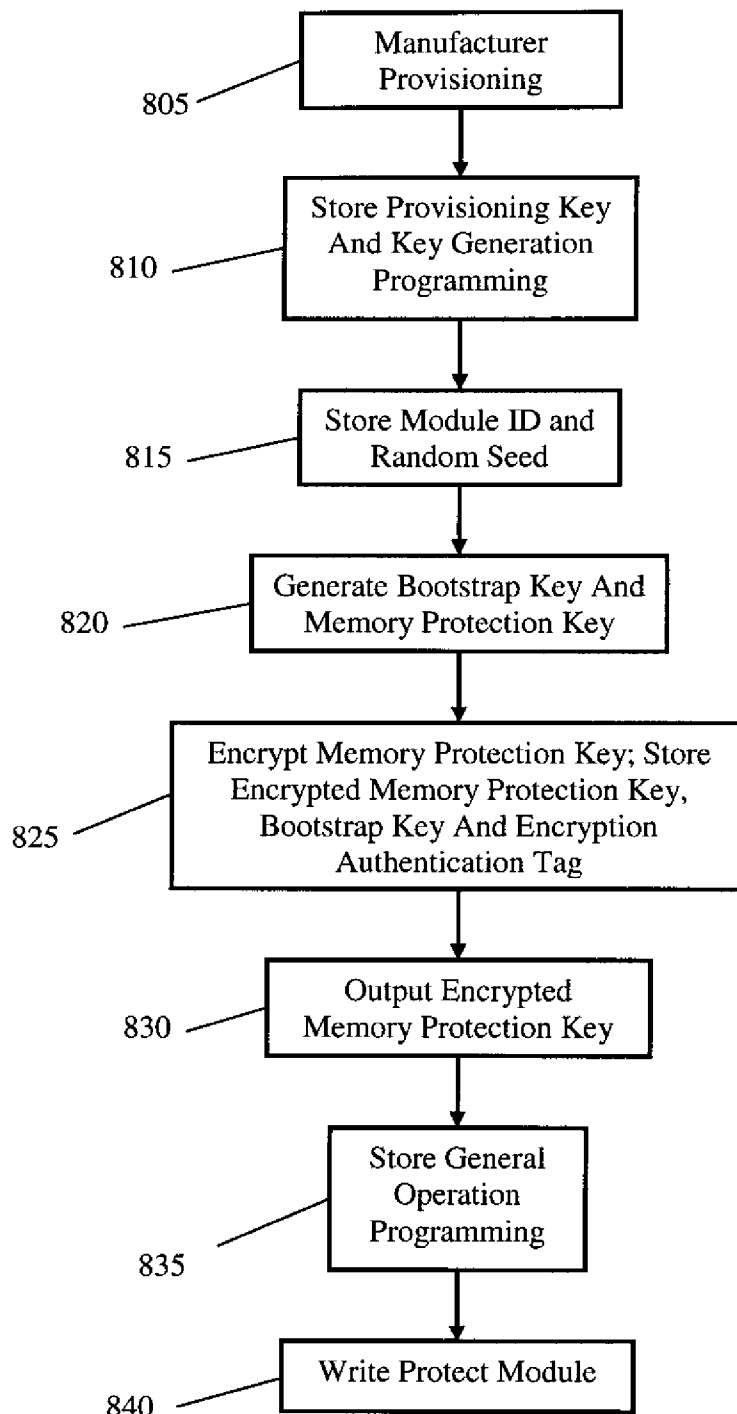 Manufacturer
Provisioning
805
Store Provisioning Key
And Key Generation
Programming
810
Store Module ID and
Random Seed
815
Generate Bootstrap Key And
Memory Protection Key
820
Encrypt Memory Protection Key; Store
Encrypted Memory Protection Key,
Bootstrap Key And Encryption
Authentication Tag
825
Output Encrypted
Memory Protection Key
830
Store General
Operation
Programming
835
Write Protect Module
840